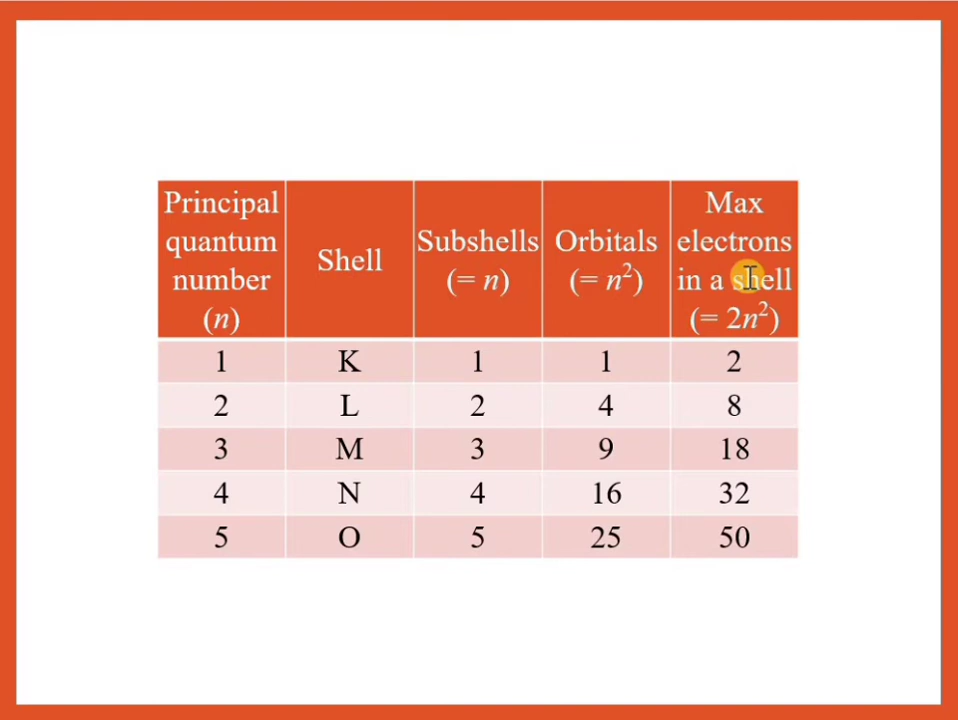 Principal quantum number (n) | Shell | Subshells (= n) | Orbitals (= n²) | Max electrons in a shell (= 2n²)
1 | K | 1 | 1 | 2
2 | L | 2 | 4 | 8
3 | M | 3 | 9 | 18
4 | N | 4 | 16 | 32
5 | O | 5 | 25 | 50